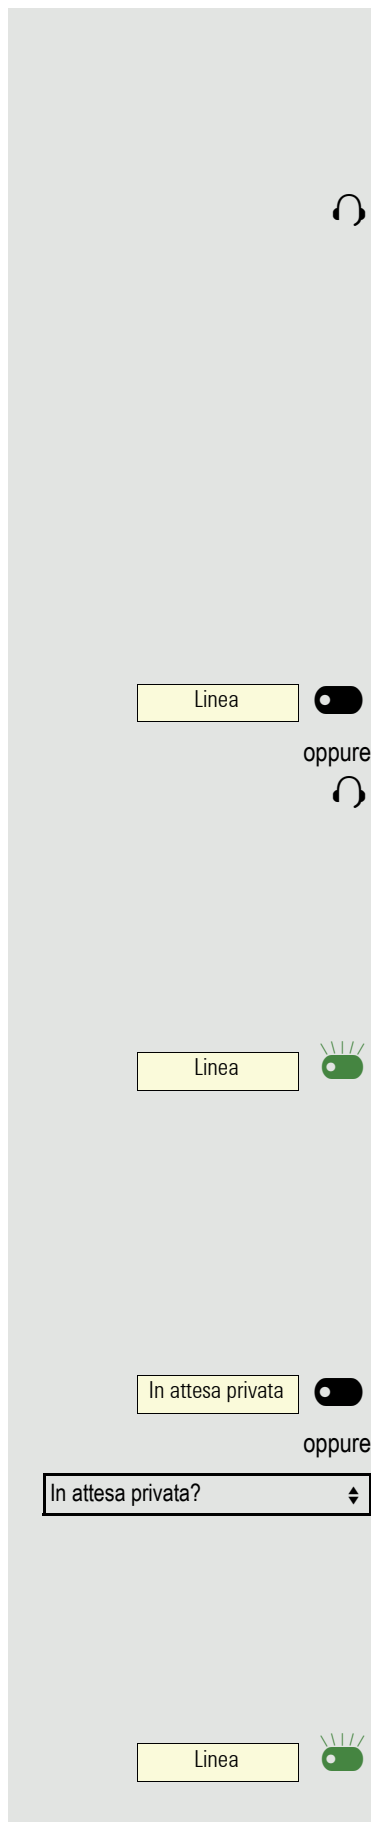 Linea
oppure
Linea
In attesa privata
oppure
In attesa privata?
Linea